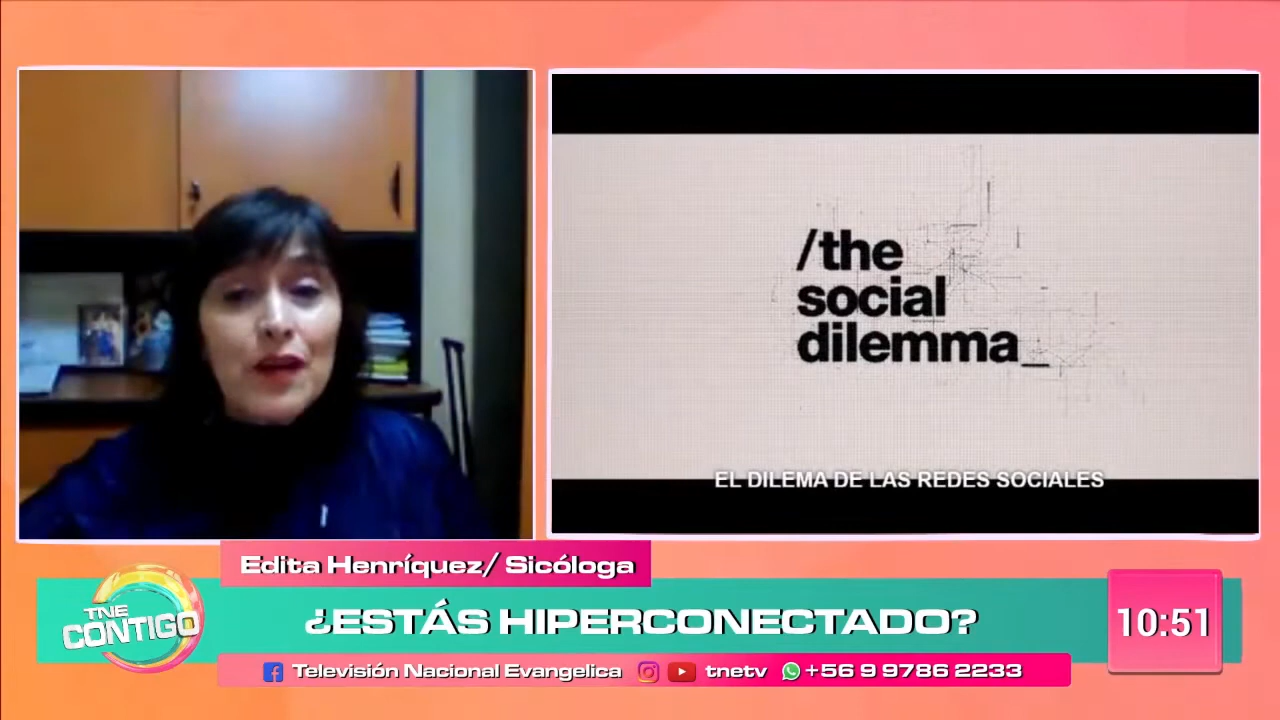 /the
social
dilemma_
EL DILEMA DE LAS REDES SOCIALES
Edita Henríquez/ Sicóloga
TNE
CONTIGO
¿ESTÁS HIPERCONECTADO?
10:51
Televisión Nacional Evangelica tnetv +56 9 9786 2233